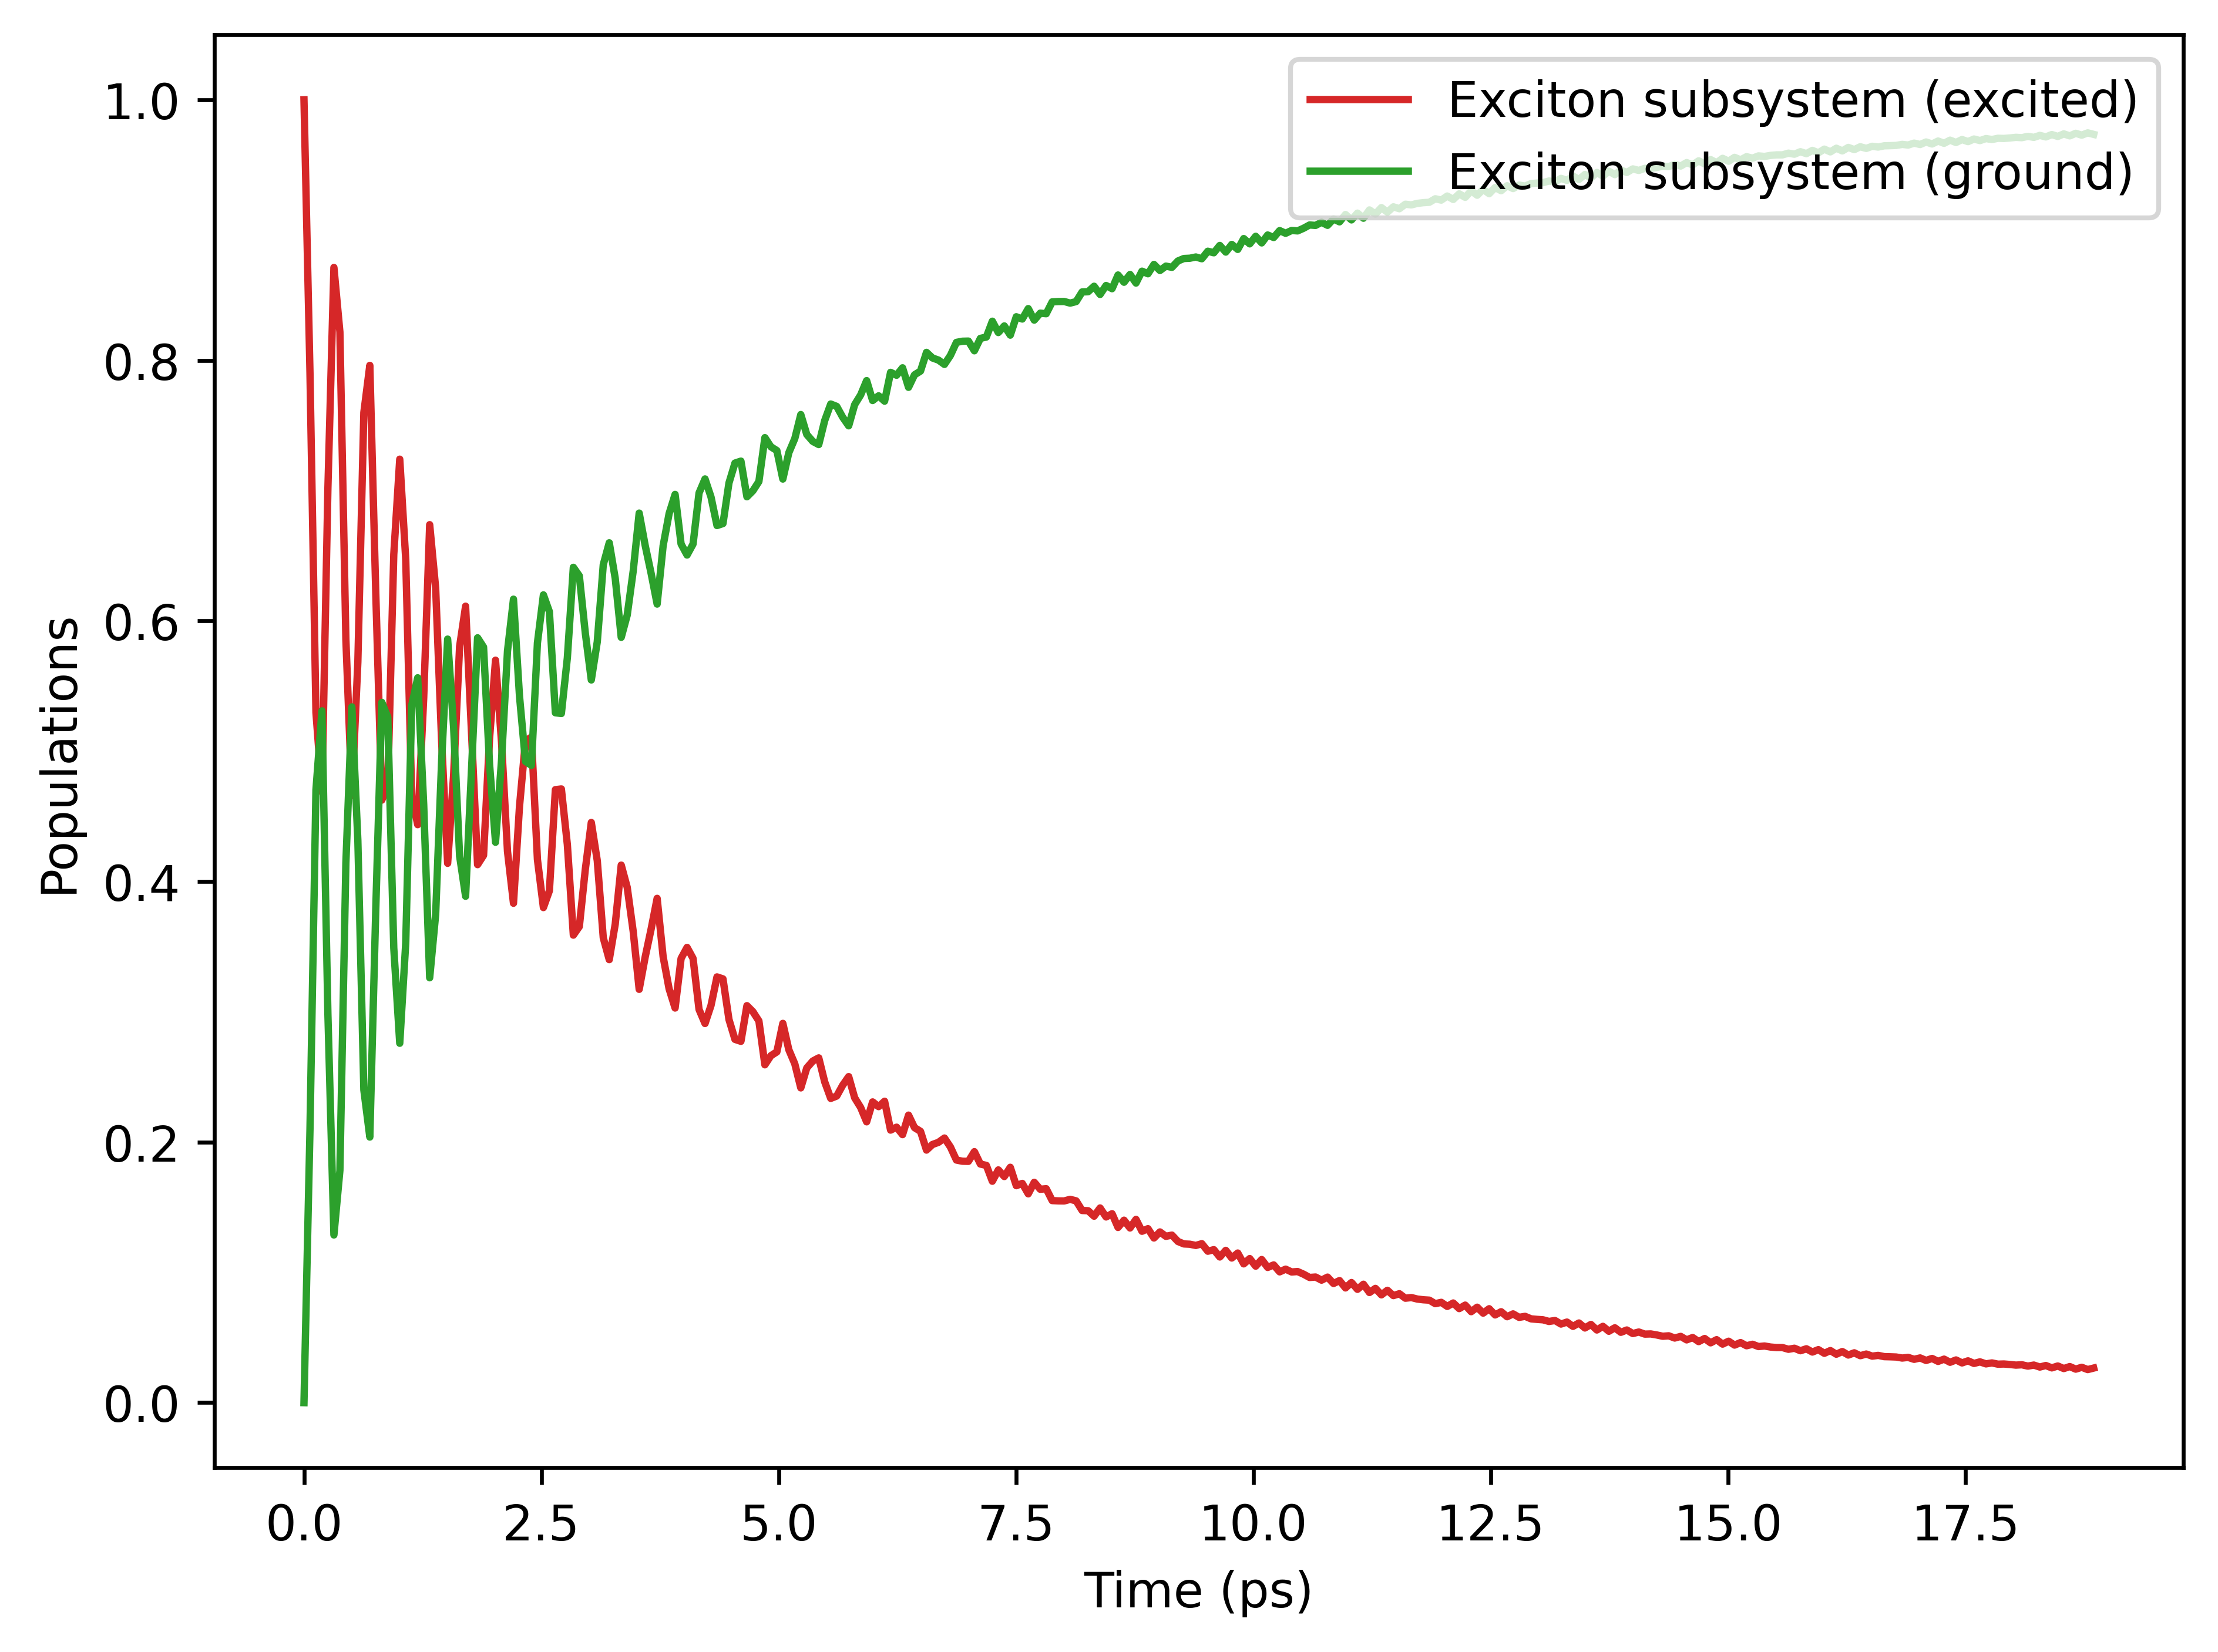 Exciton subsystem (excited)
Exciton subsystem (ground)
Populations
1.0
0.8
0.6
0.4
0.2
0.0
0.0 2.5 5.0 7.5 10.0 12.5 15.0 17.5
Time (ps)